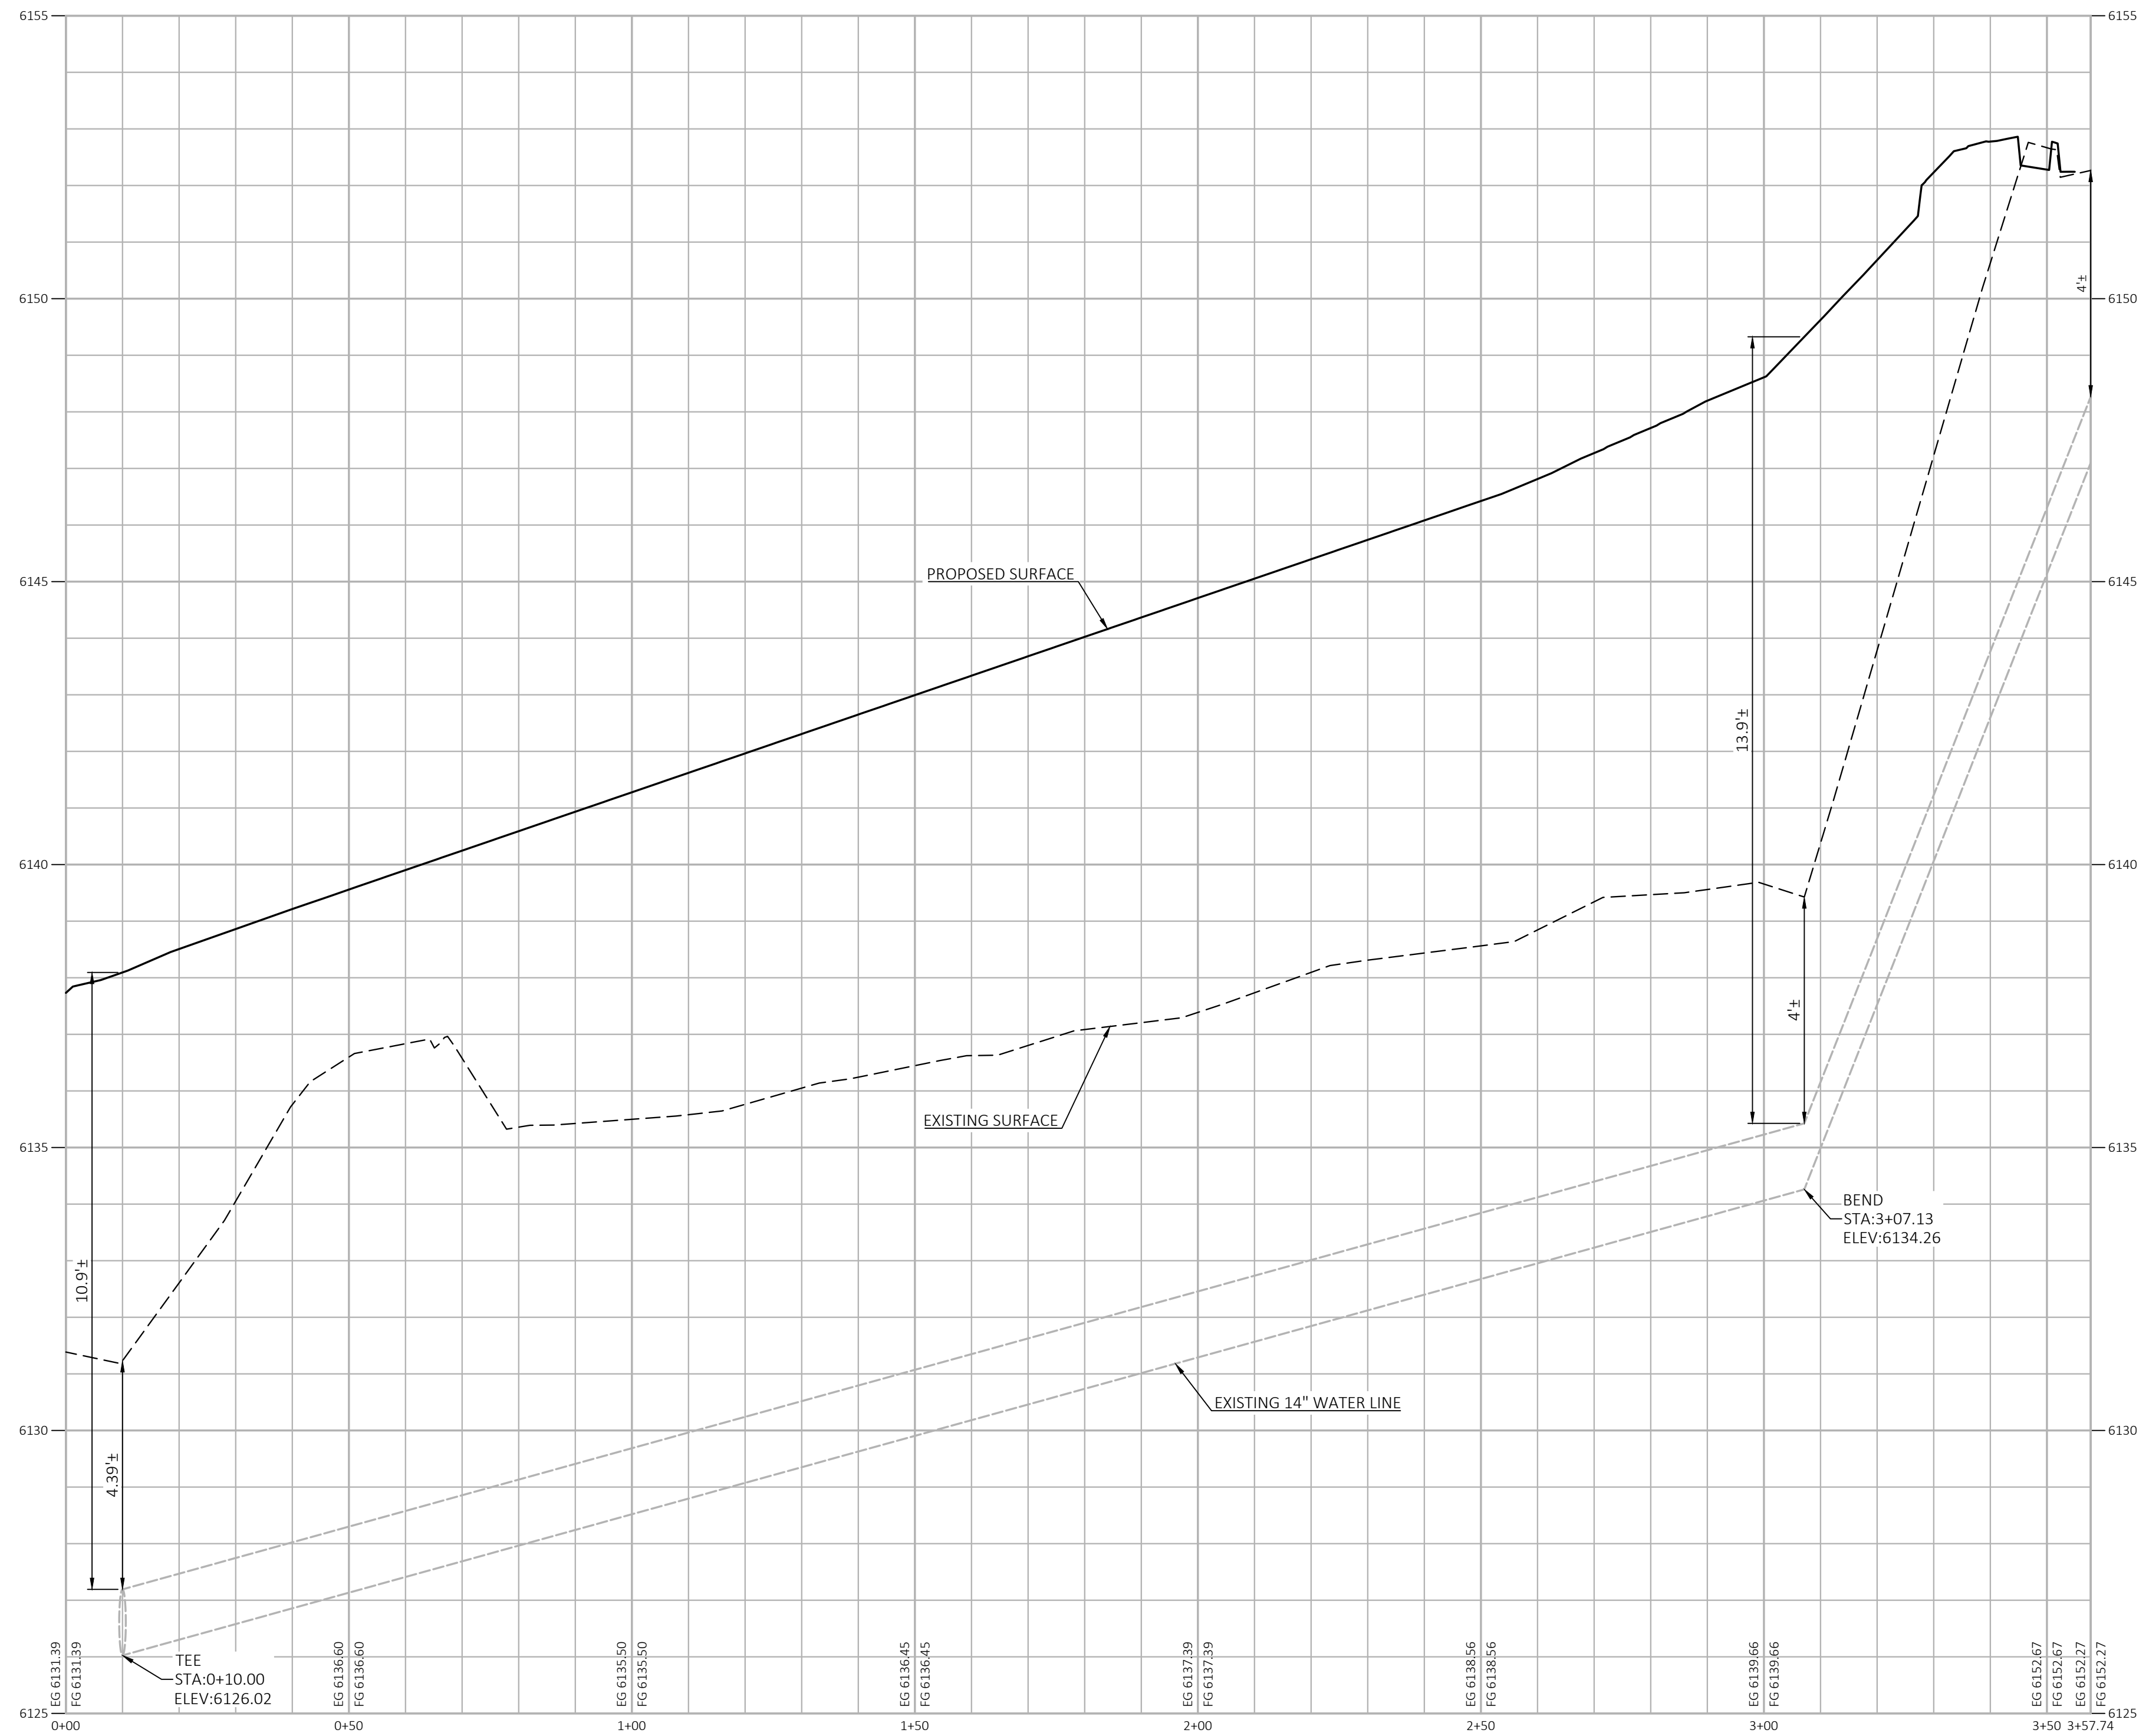 6155
6155
6150
6150
4'±
PROPOSED SURFACE
6145
6145
13.9'±
6140
6140
4'±
EXISTING SURFACE
6135
6135
BEND
STA:3+07.13
ELEV:6134.26
10.9'±
EXISTING 14" WATER LINE
6130
6130
4.39'±
TEE
STA:0+10.00
ELEV:6126.02
EG 6131.39
FG 6131.39
EG 6136.60
FG 6136.60
EG 6135.50
FG 6135.50
EG 6136.45
FG 6136.45
EG 6137.39
FG 6137.39
EG 6138.56
FG 6138.56
EG 6139.66
FG 6139.66
EG 6152.67
FG 6152.67
EG 6152.27
FG 6152.27
6125
6125
0+00 0+50 1+00 1+50 2+00 2+50 3+00 3+50 3+57.74